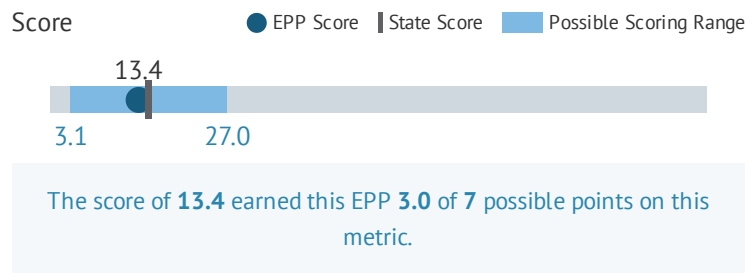 Score EPP Score State Score Possible Scoring Range
13.4
3.1 27.0
The score of 13.4 earned this EPP 3.0 of 7 possible points on this
metric.